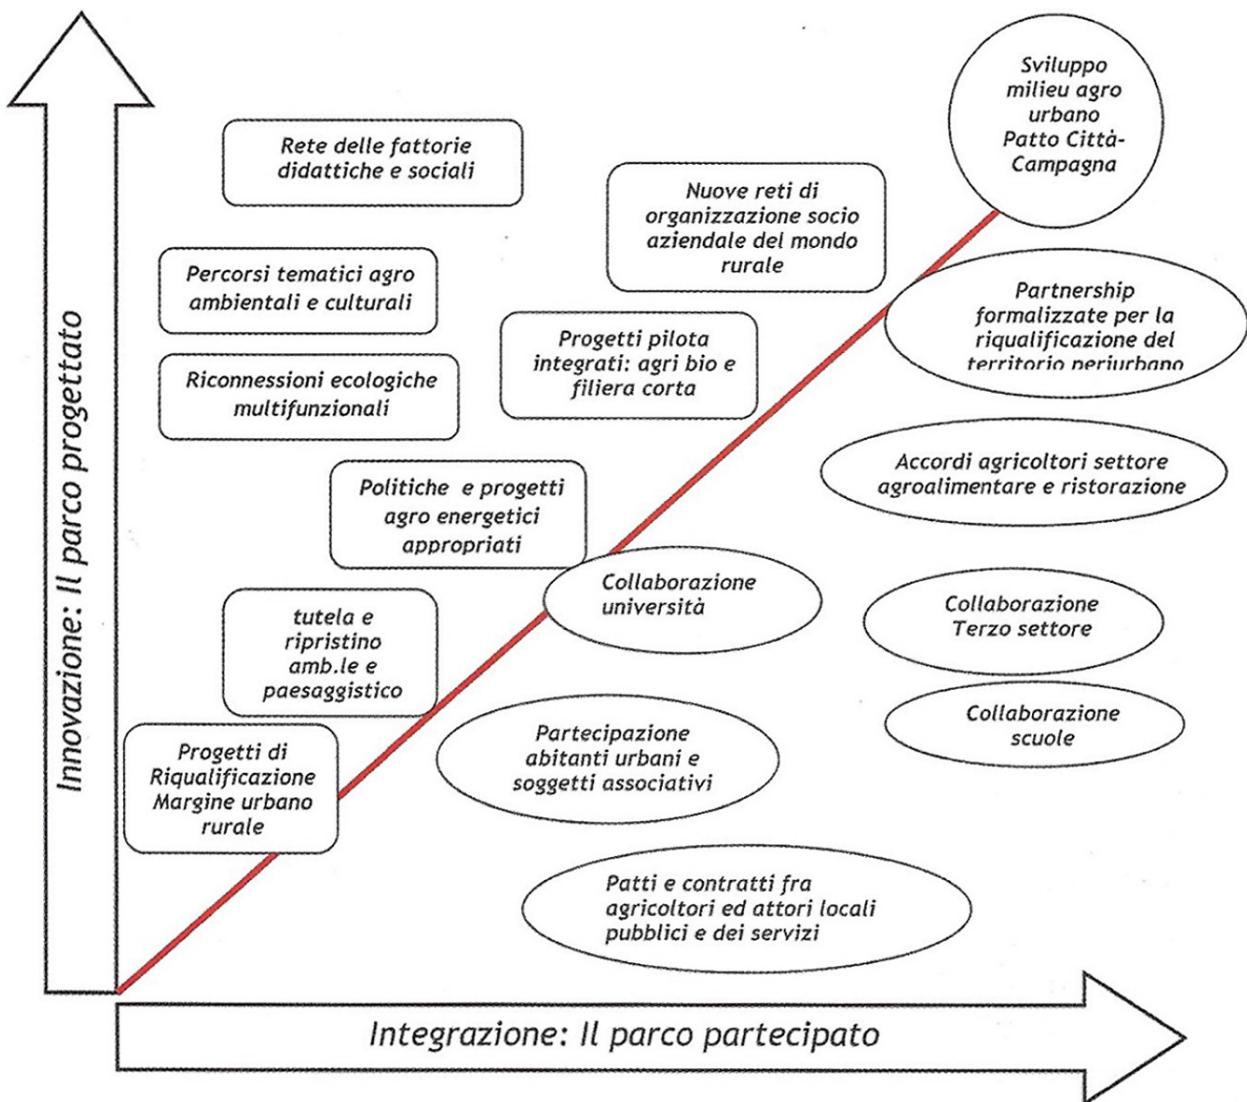 Sviluppo
milieu agro
urbano
Patto Città-
Campagna
Rete delle fattorie
didattiche e sociali
Nuove reti di
organizzazione socio
aziendale del mondo
rurale
Percorsi tematici agro
ambientali e culturali
Partnership
formalizzate per la
riqualificazione del
territorio periurbano
Progetti pilota
integrati: agri bio e
filiera corta
Riconnessioni ecologiche
multifunzionali
Accordi agricoltori settore
agroalimentare e ristorazione
Politiche e progetti
agro energetici
appropriati
Collaborazione
università
Collaborazione
Terzo settore
tutela e
ripristino
amb.le e
paesaggistico
Collaborazione
scuole
Partecipazione
abitanti urbani e
soggetti associativi
Progetti di
Riqualificazione
Margine urbano
rurale
Patti e contratti fra
agricoltori ed attori locali
pubblici e dei servizi
Innovazione: Il parco progettato
Integrazione: Il parco partecipato